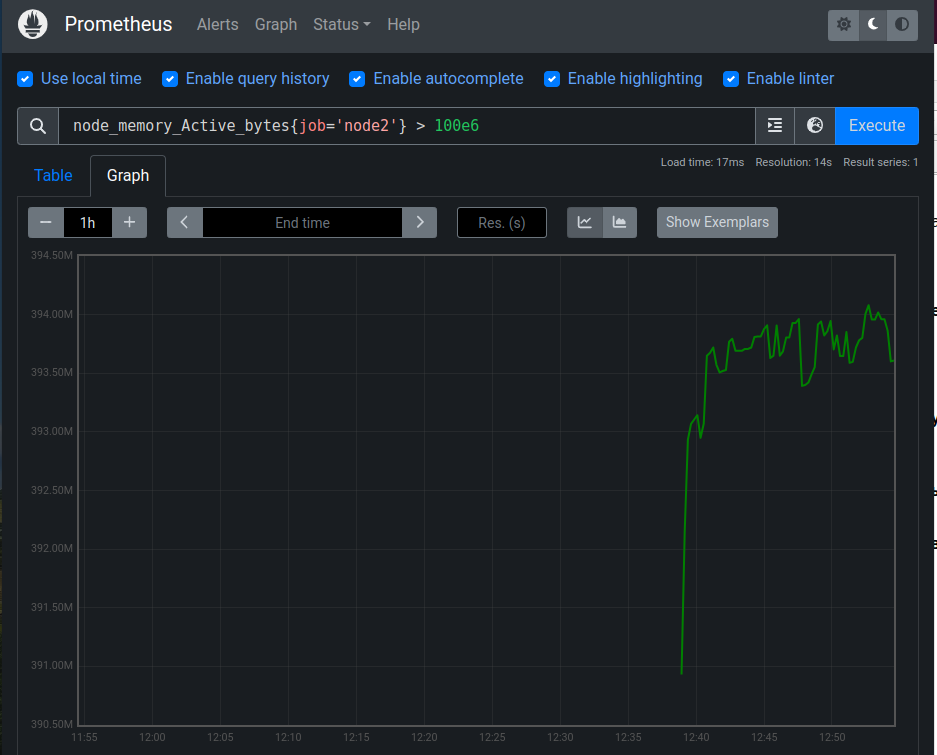 Prometheus Alerts Graph Status Help
Use local time Enable query history Enable autocomplete Enable highlighting Enable linter
node_memory_Active_bytes{job='node2'} > 100e6 Execute
Load time: 17ms Resolution: 14s Result series: 1
Table Graph
− 1h + End time Res. (s) Show Exemplars
394.50M
394.00M
393.50M
393.00M
392.50M
392.00M
391.50M
391.00M
390.50M
11:55 12:00 12:05 12:10 12:15 12:20 12:25 12:30 12:35 12:40 12:45 12:50